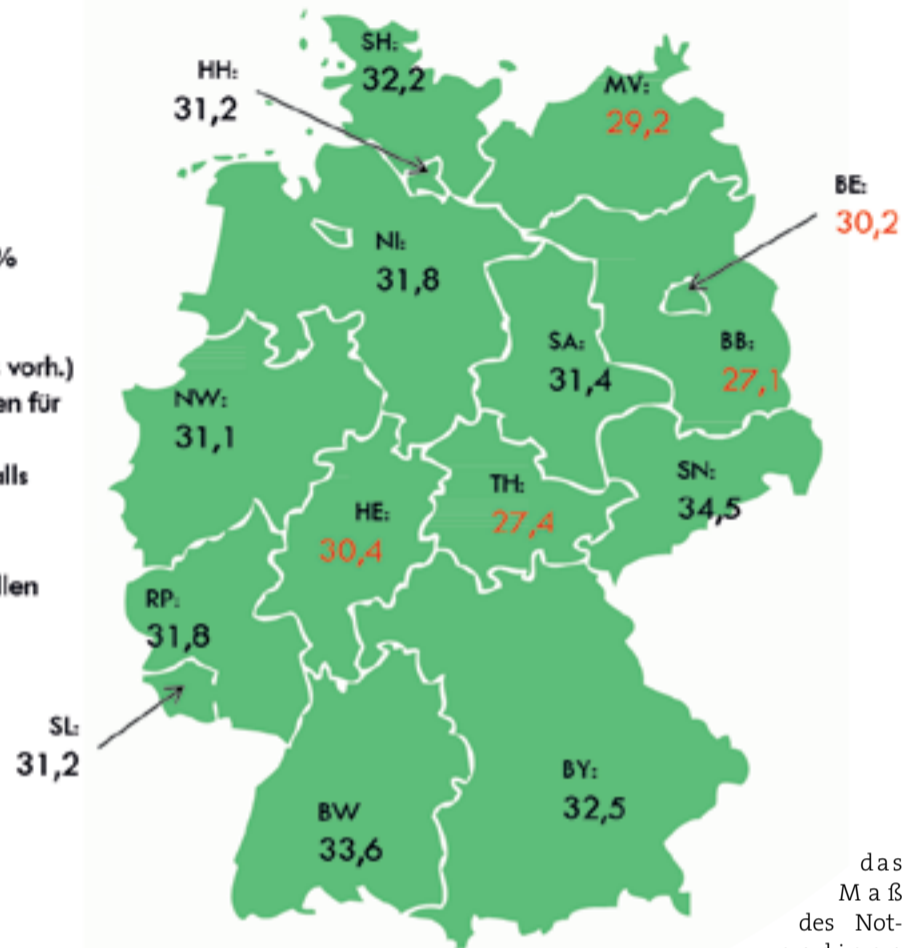 SH:
32,2
HH:
31,2
MV:
29,2
BE:
30,2
NI:
31,8
%
SA:
31,4
BB:
27,1
vorh.)
en für
NW:
31,1
alls
SN:
34,5
TH:
27,4
HE:
30,4
llen
RP:
31,8
SL:
31,2
BY:
32,5
BW
33,6
das
Maß
des Not-